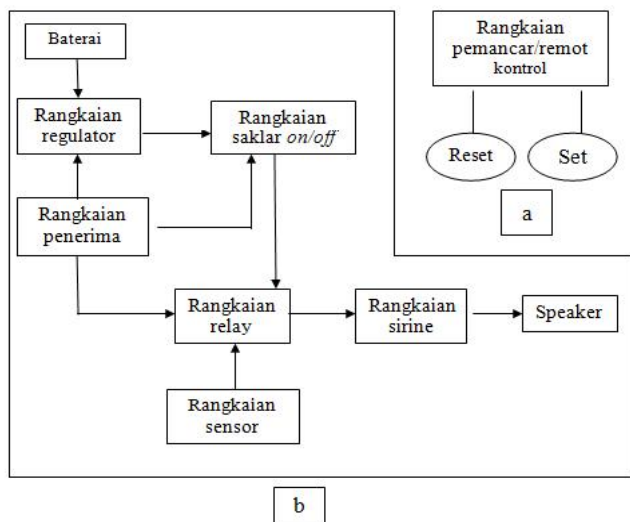 Baterai
Rangkaian
regulator
Rangkaian
saklar on/off
Rangkaian
penerima
Rangkaian
relay
Rangkaian
sirine
Speaker
Rangkaian
sensor
b
Rangkaian
pemancar/remot
kontrol
Reset
Set
a